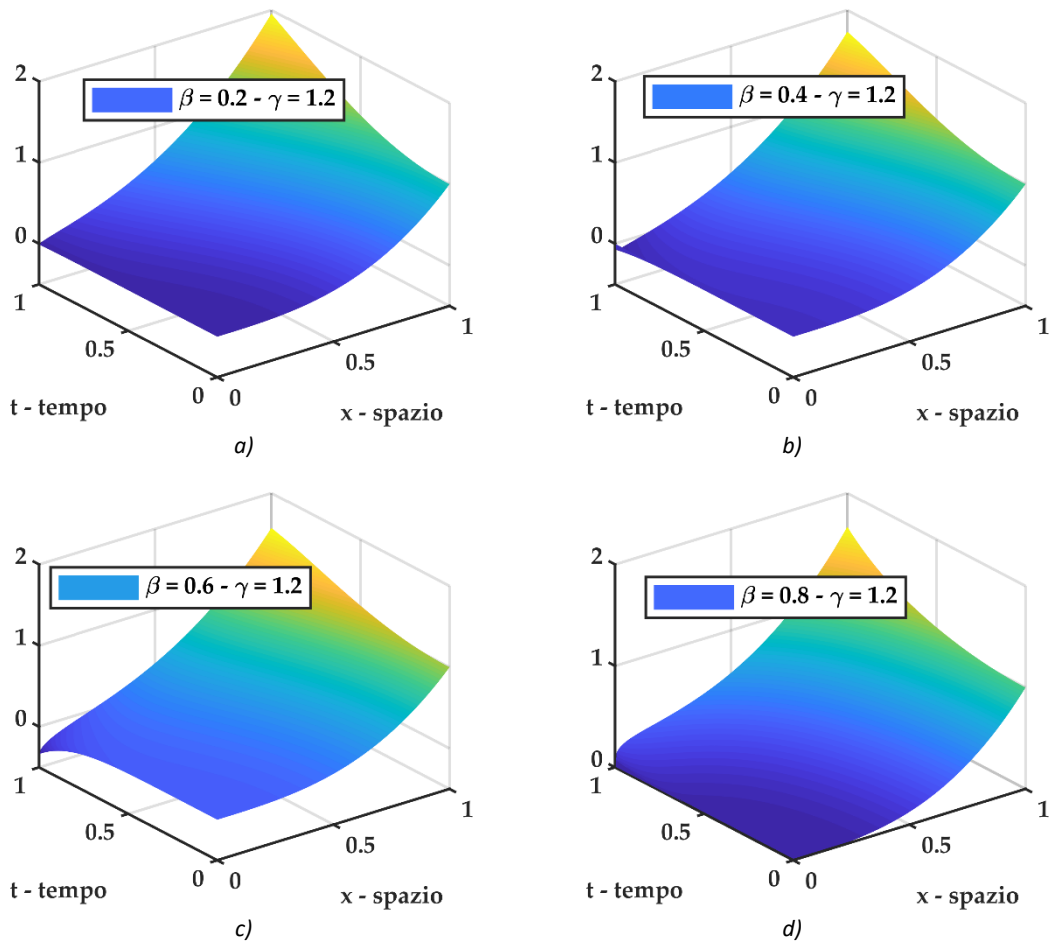 2
1
0
1
0.5
0
0
0.5
1
t - tempo
x - spazio
β = 0.2 - γ = 1.2
a)
2
1
0
1
0.5
0
0
0.5
1
t - tempo
x - spazio
β = 0.4 - γ = 1.2
b)
2
1
0
1
0.5
0
0
0.5
1
t - tempo
x - spazio
β = 0.6 - γ = 1.2
c)
2
1
0
1
0.5
0
0
0.5
1
t - tempo
x - spazio
β = 0.8 - γ = 1.2
d)